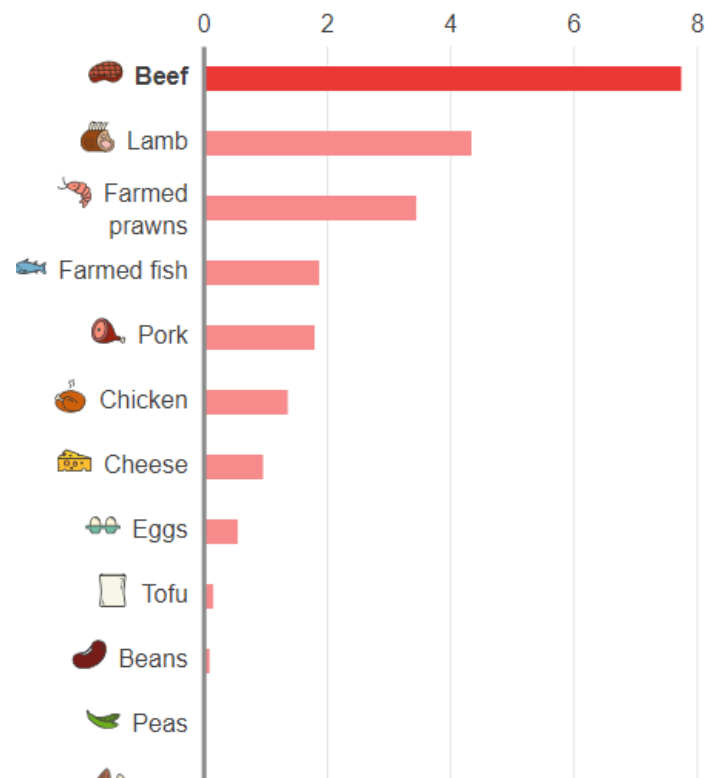 0 2 4 6 8
Beef
Lamb
Farmed
prawns
Farmed fish
Pork
Chicken
Cheese
Eggs
Tofu
Beans
Peas